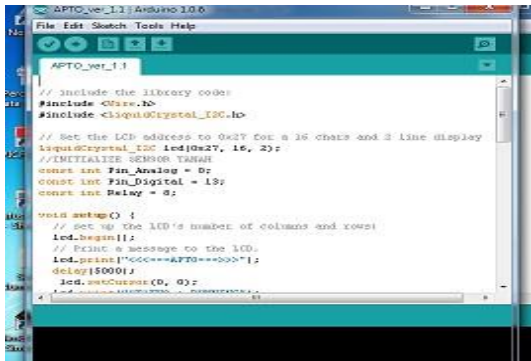 APTO_ver_1.1 | Arduino 1.0.6
File Edit Sketch Tools Help
APTO_ver_1.1
// include the library code:
#include <Wire.h>
#include <LiquidCrystal_I2C.h>
// Set the LCD address to 0x27 for a 16 chars and 2 line display
LiquidCrystal_I2C lcd(0x27, 16, 2);
//INITIALIZE SENSOR TANAH
const int Pin_Analog = 0;
const int Pin_Digital = 13;
const int Relay = 8;
void setup() {
// set up the LCD's number of columns and rows:
lcd.begin();
// Print a message to the LCD.
lcd.print("<<<===APTO===>>>");
delay(5000);
lcd.setCursor(0, 0);